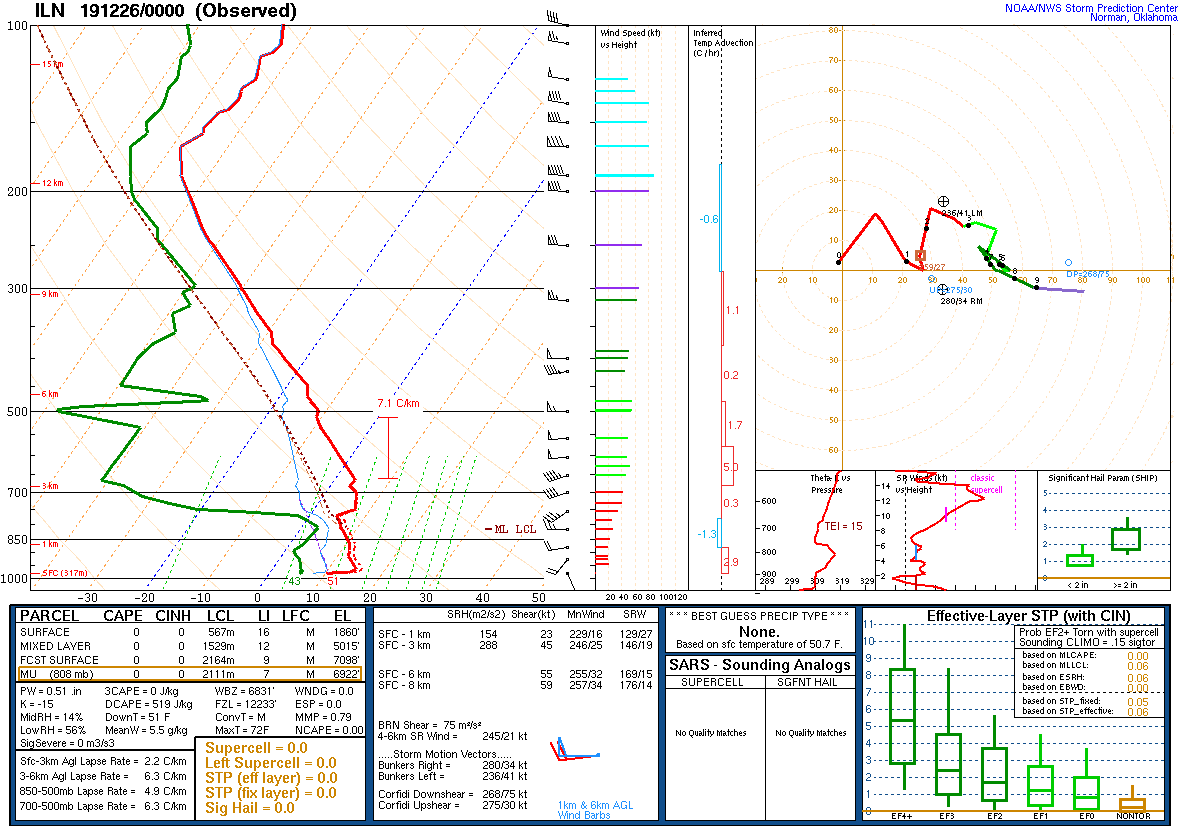 ILN 191226/0000 (Observed)
NOAA/NWS Storm Prediction Center
Norman, Oklahoma
100
200
300
400
500
700
850
1000
15 km
12 km
9 km
6 km
3 km
1 km
SFC (317m)
7.1 C/km
ML LCL
43
51
-30
-20
-10
0
10
20
30
40
50
Wind Speed (kt)
vs Height
20 40 60 80 100 120
Inferred
Temp Advection
(C / hr)
-0.6
1.1
0.2
1.7
5.0
0.3
-1.3
2.9
80
70
60
50
40
30
20
10
10
20
30
40
50
60
20 10 10 20 30 40 50 60 70 80 90 100
236/41 LM
280/34 RM
UP=275/30
DP=268/75
0
1
3
8
9
Theta-E vs
Pressure
600
700
800
900
TEI = 15
289 299 309 319 329
SR Winds (kt)
vs Height
classic
supercell
14
12
10
8
6
4
2
Significant Hail Param (SHIP)
5
4
3
2
1
0
< 2 in
>= 2 in
PARCEL CAPE CINH LCL LI LFC EL
SURFACE 0 0 567m 16 M 1860'
MIXED LAYER 0 0 1529m 12 M 5015'
FCST SURFACE 0 0 2164m 9 M 7098'
MU (808 mb) 0 0 2111m 7 M 6922'
PW = 0.51 .in 3CAPE = 0 J/kg WBZ = 6831' WNDG = 0.0
K = -15 DCAPE = 519 J/kg FZL = 12233' ESP = 0.0
MidRH = 14% DownT = 51 F ConvT = M MMP = 0.79
LowRH = 56% MeanW = 5.5 g/kg MaxT = 72F NCAPE = 0.00
SigSevere = 0 m3/s3
Sfc-3km Agl Lapse Rate = 2.2 C/km
3-6km Agl Lapse Rate = 6.3 C/km
850-500mb Lapse Rate = 4.9 C/km
700-500mb Lapse Rate = 6.3 C/km
Supercell = 0.0
Left Supercell = 0.0
STP (eff layer) = 0.0
STP (fix layer) = 0.0
Sig Hail = 0.0
SRH(m2/s2) Shear(kt) MnWind SRW
SFC - 1 km 154 23 229/16 129/27
SFC - 3 km 288 45 246/25 146/19
SFC - 6 km 55 255/32 169/15
SFC - 8 km 59 257/34 176/14
BRN Shear = 75 m²/s²
4-6km SR Wind = 245/21 kt
.....Storm Motion Vectors.....
Bunkers Right = 280/34 kt
Bunkers Left = 236/41 kt
Corfidi Downshear = 268/75 kt
Corfidi Upshear = 275/30 kt
1km & 6km AGL
Wind Barbs
* * * BEST GUESS PRECIP TYPE * * *
None.
Based on sfc temperature of 50.7 F.
SARS - Sounding Analogs
SUPERCELL SGFNT HAIL
No Quality Matches No Quality Matches
Effective-Layer STP (with CIN)
Prob EF2+ Torn with supercell
Sounding CLIMO = .15 sigtor
based on MLCAPE: 0.00
based on MLLCL: 0.06
based on ESRH: 0.06
based on EBWD: 0.00
based on STP_fixed: 0.05
based on STP_effective: 0.06
11
10
9
8
7
6
5
4
3
2
1
0
EF4+ EF3 EF2 EF1 EF0 NONTOR